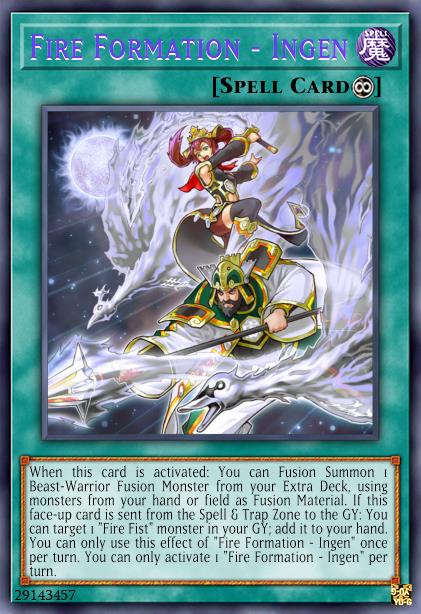 Fire Formation - Ingen
SPELL
魔
[Spell Card]
When this card is activated: You can Fusion Summon 1
Beast-Warrior Fusion Monster from your Extra Deck, using
monsters from your hand or field as Fusion Material. If this
face-up card is sent from the Spell & Trap Zone to the GY: You
can target 1 "Fire Fist" monster in your GY; add it to your hand.
You can only use this effect of "Fire Formation - Ingen" once
per turn. You can only activate 1 "Fire Formation - Ingen" per
turn.
29143457